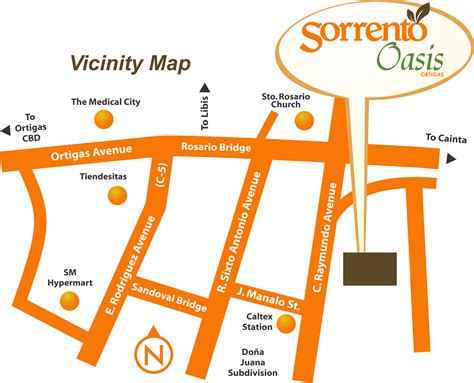 Sorrento
Oasis
ORTIGAS
Vicinity Map
The Medical City
To Libis
Sto. Rosario
Church
To
Ortigas
CBD
To Cainta
Ortigas Avenue
Rosario Bridge
Tiendesitas
(C-5)
E. Rodriguez Avenue
R. Sixto Antonio Avenue
C. Raymundo Avenue
SM
Hypermart
Sandoval Bridge
J. Manalo St.
Caltex
Station
N
Doña
Juana
Subdivision